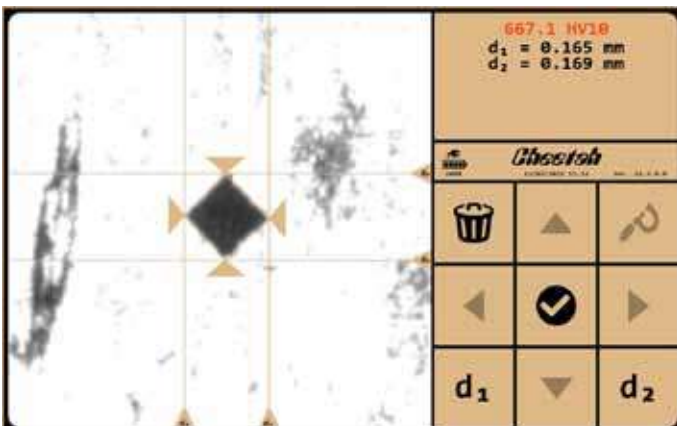 667.1 HV10
d₁ = 0.165 mm
d₂ = 0.169 mm
Cheetah
d₁
d₂